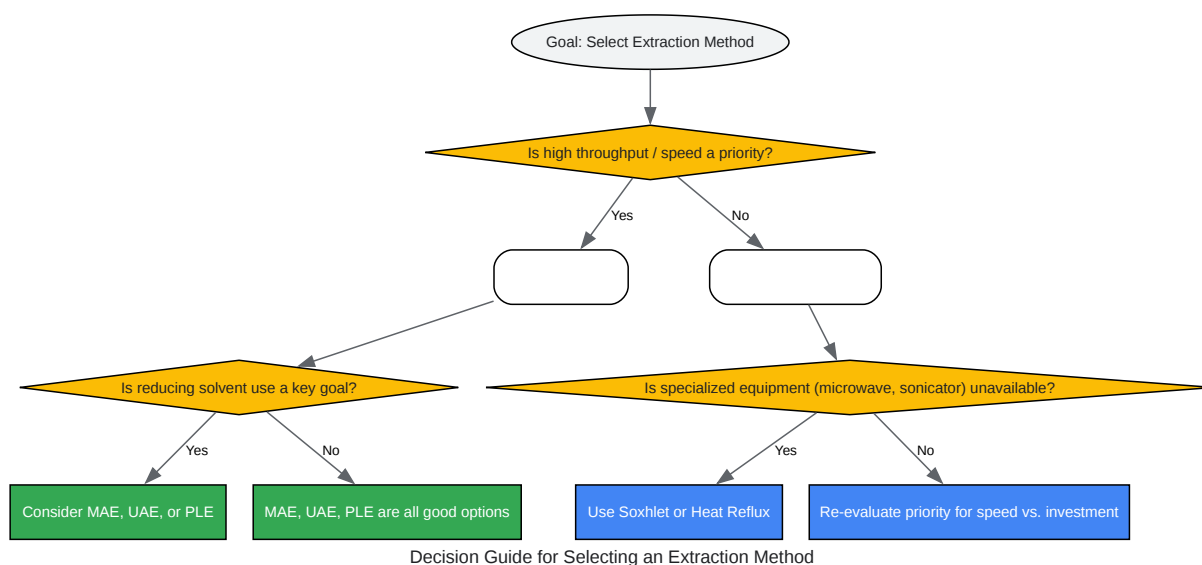 Goal: Select Extraction Method
Is high throughput / speed a priority?
Yes
No
Is reducing solvent use a key goal?
Is specialized equipment (microwave, sonicator) unavailable?
Yes
No
Yes
No
Consider MAE, UAE, or PLE
MAE, UAE, PLE are all good options
Use Soxhlet or Heat Reflux
Re-evaluate priority for speed vs. investment
Decision Guide for Selecting an Extraction Method